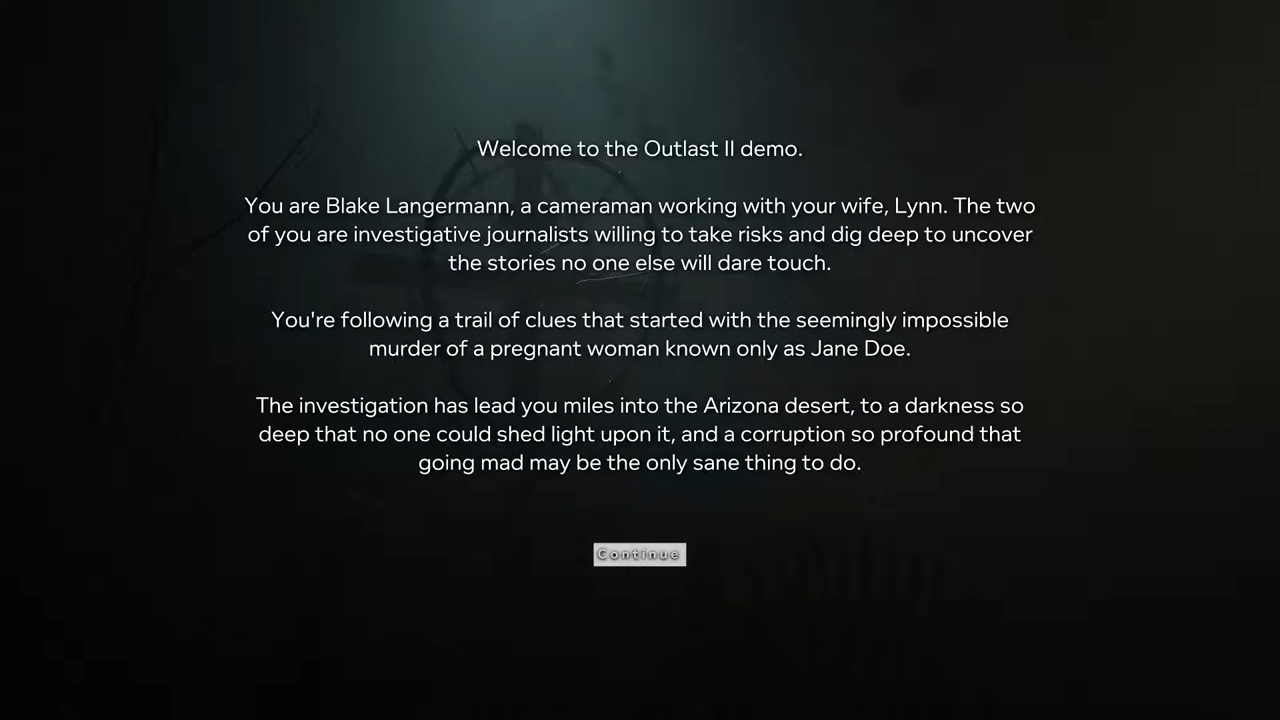 Welcome to the Outlast II demo.
You are Blake Langermann, a cameraman working with your wife, Lynn. The two
of you are investigative journalists willing to take risks and dig deep to uncover
the stories no one else will dare touch.
You're following a trail of clues that started with the seemingly impossible
murder of a pregnant woman known only as Jane Doe.
The investigation has lead you miles into the Arizona desert, to a darkness so
deep that no one could shed light upon it, and a corruption so profound that
going mad may be the only sane thing to do.
Continue